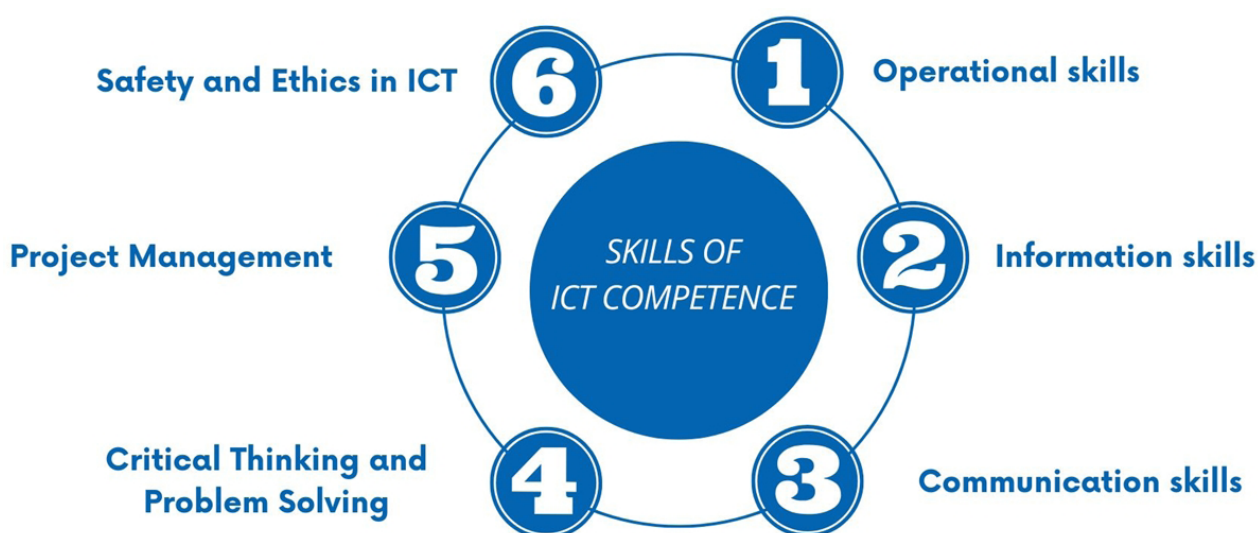 SKILLS OF
ICT COMPETENCE
1
Operational skills
2
Information skills
3
Communication skills
4
Critical Thinking and
Problem Solving
5
Project Management
6
Safety and Ethics in ICT